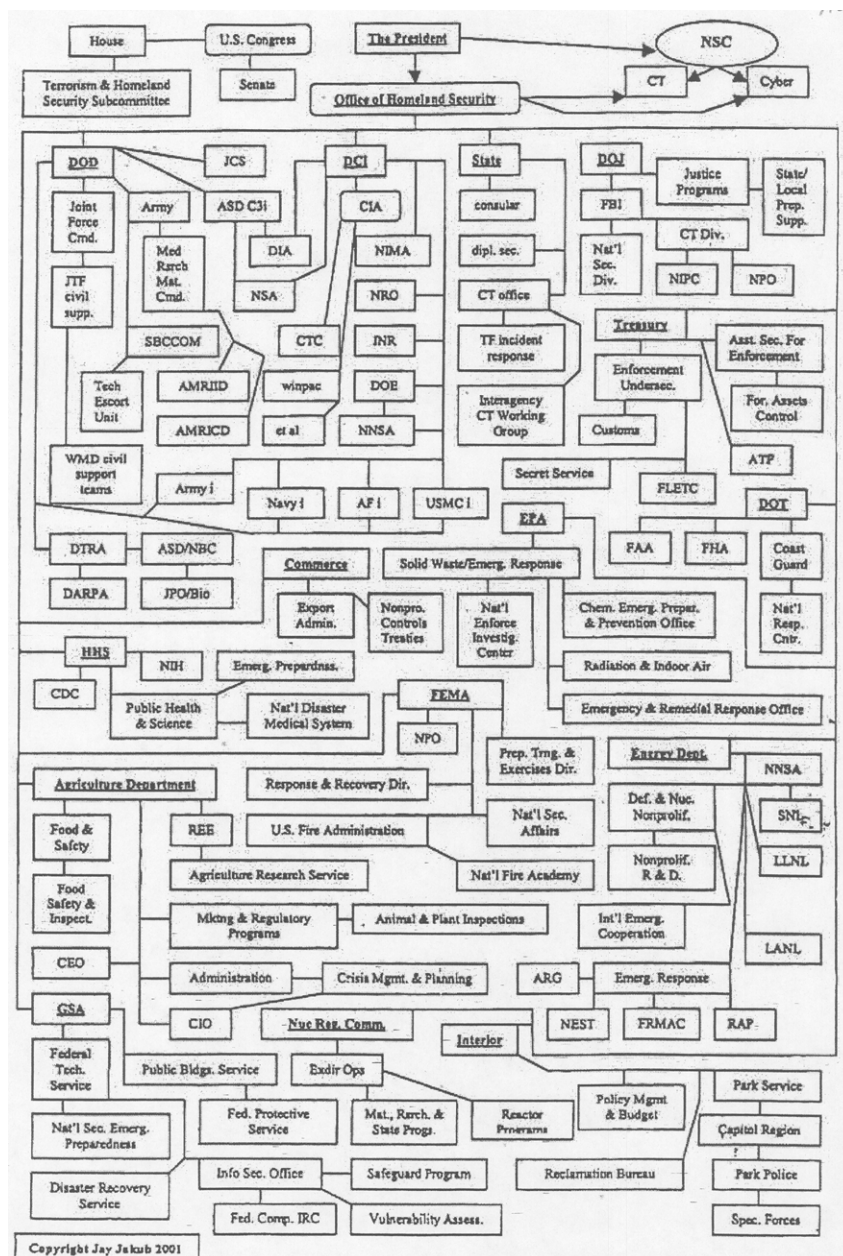 House
U.S. Congress
The President
NSC
Terrorism & Homeland
Security Subcommittee
Senate
Office of Homeland Security
CT
Cyber
DOD
JCS
DCI
State
DOJ
Justice
Programs
State/
Local
Prep.
Supp.
Joint
Force
Cmd.
Army
ASD C3i
CIA
consular
FBI
Med
Rsrch
Mat.
Cmd.
DIA
NIMA
dipl. sec.
Nat'l
Sec.
Div.
CT Div.
JTF
civil
supp.
NSA
NRO
CT office
NIPC
NPO
SBCCOM
CTC
INR
TF incident
response
Treasury
Asst. Sec. For
Enforcement
Tech
Escort
Unit
AMRIID
winpac
DOE
Interagency
CT Working
Group
Enforcement
Undersec.
For. Assets
Control
AMRICD
et al
NNSA
Customs
ATF
WMD civil
support
teams
Army i
Navy i
AF i
USMC i
Secret Service
FLETC
DOT
EPA
DTRA
ASD/NBC
Commerce
Solid Waste/Emerg. Response
FAA
FHA
Coast
Guard
DARPA
JPO/Bio
Export
Admin.
Nonpro.
Controls
Treaties
Nat'l
Enforce
Investig.
Center
Chem. Emerg. Prepar.
& Prevention Office
Nat'l
Resp.
Cntr.
HHS
NIH
Emerg. Prepardnss.
Radiation & Indoor Air
CDC
Public Health
& Science
Nat'l Disaster
Medical System
FEMA
Emergency & Remedial Response Office
NPO
Prep. Trng. &
Exercises Dir.
Energy Dept.
NNSA
Agriculture Department
Response & Recovery Dir.
Def. & Nuc.
Nonprolif.
SNL
Food &
Safety
REE
U.S. Fire Administration
Nat'l Sec.
Affairs
Nonprolif.
R & D.
LLNL
Agriculture Research Service
Nat'l Fire Academy
Food
Safety &
Inspect.
Mktng & Regulatory
Programs
Animal & Plant Inspections
Int'l Emerg.
Cooperation
LANL
CEO
Administration
Crisis Mgmt. & Planning
ARG
Emerg. Response
GSA
CIO
Nuc Reg. Comm.
Interior
NEST
FRMAC
RAP
Federal
Tech.
Service
Public Bldgs. Service
Exdir Ops
Policy Mgmt
& Budget
Park Service
Nat'l Sec. Emerg.
Preparedness
Fed. Protective
Service
Mat., Rsrch. &
State Progs.
Reactor
Programs
Capitol Region
Disaster Recovery
Service
Info Sec. Office
Safeguard Program
Reclamation Bureau
Park Police
Fed. Comp. IRC
Vulnerability Assess.
Spec. Forces
Copyright Jay Jakub 2001